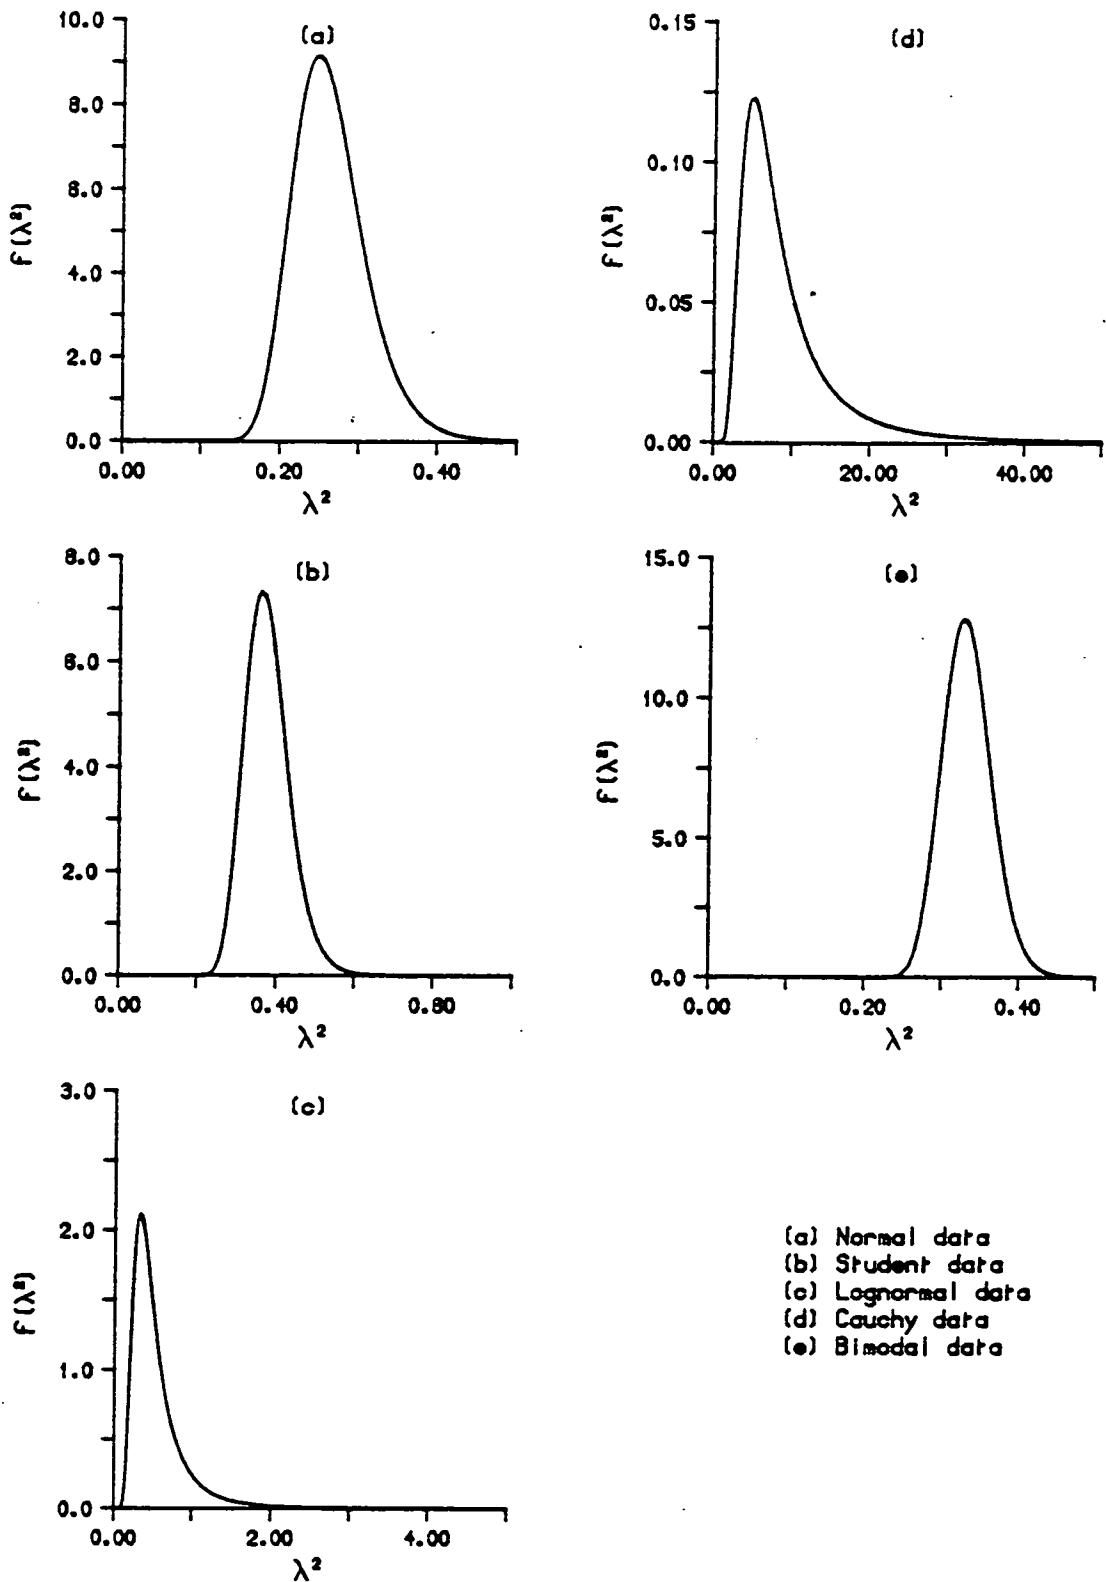 (a)
10.0
8.0
6.0
4.0
2.0
0.0
f(λ²)
0.00 0.20 0.40
λ²
(d)
0.15
0.10
0.05
0.00
f(λ²)
0.00 20.00 40.00
λ²
(b)
8.0
6.0
4.0
2.0
0.0
f(λ²)
0.00 0.40 0.80
λ²
(e)
15.0
10.0
5.0
0.0
f(λ²)
0.00 0.20 0.40
λ²
(c)
3.0
2.0
1.0
0.0
f(λ²)
0.00 2.00 4.00
λ²
(a) Normal data
(b) Student data
(c) Lognormal data
(d) Cauchy data
(e) Bimodal data